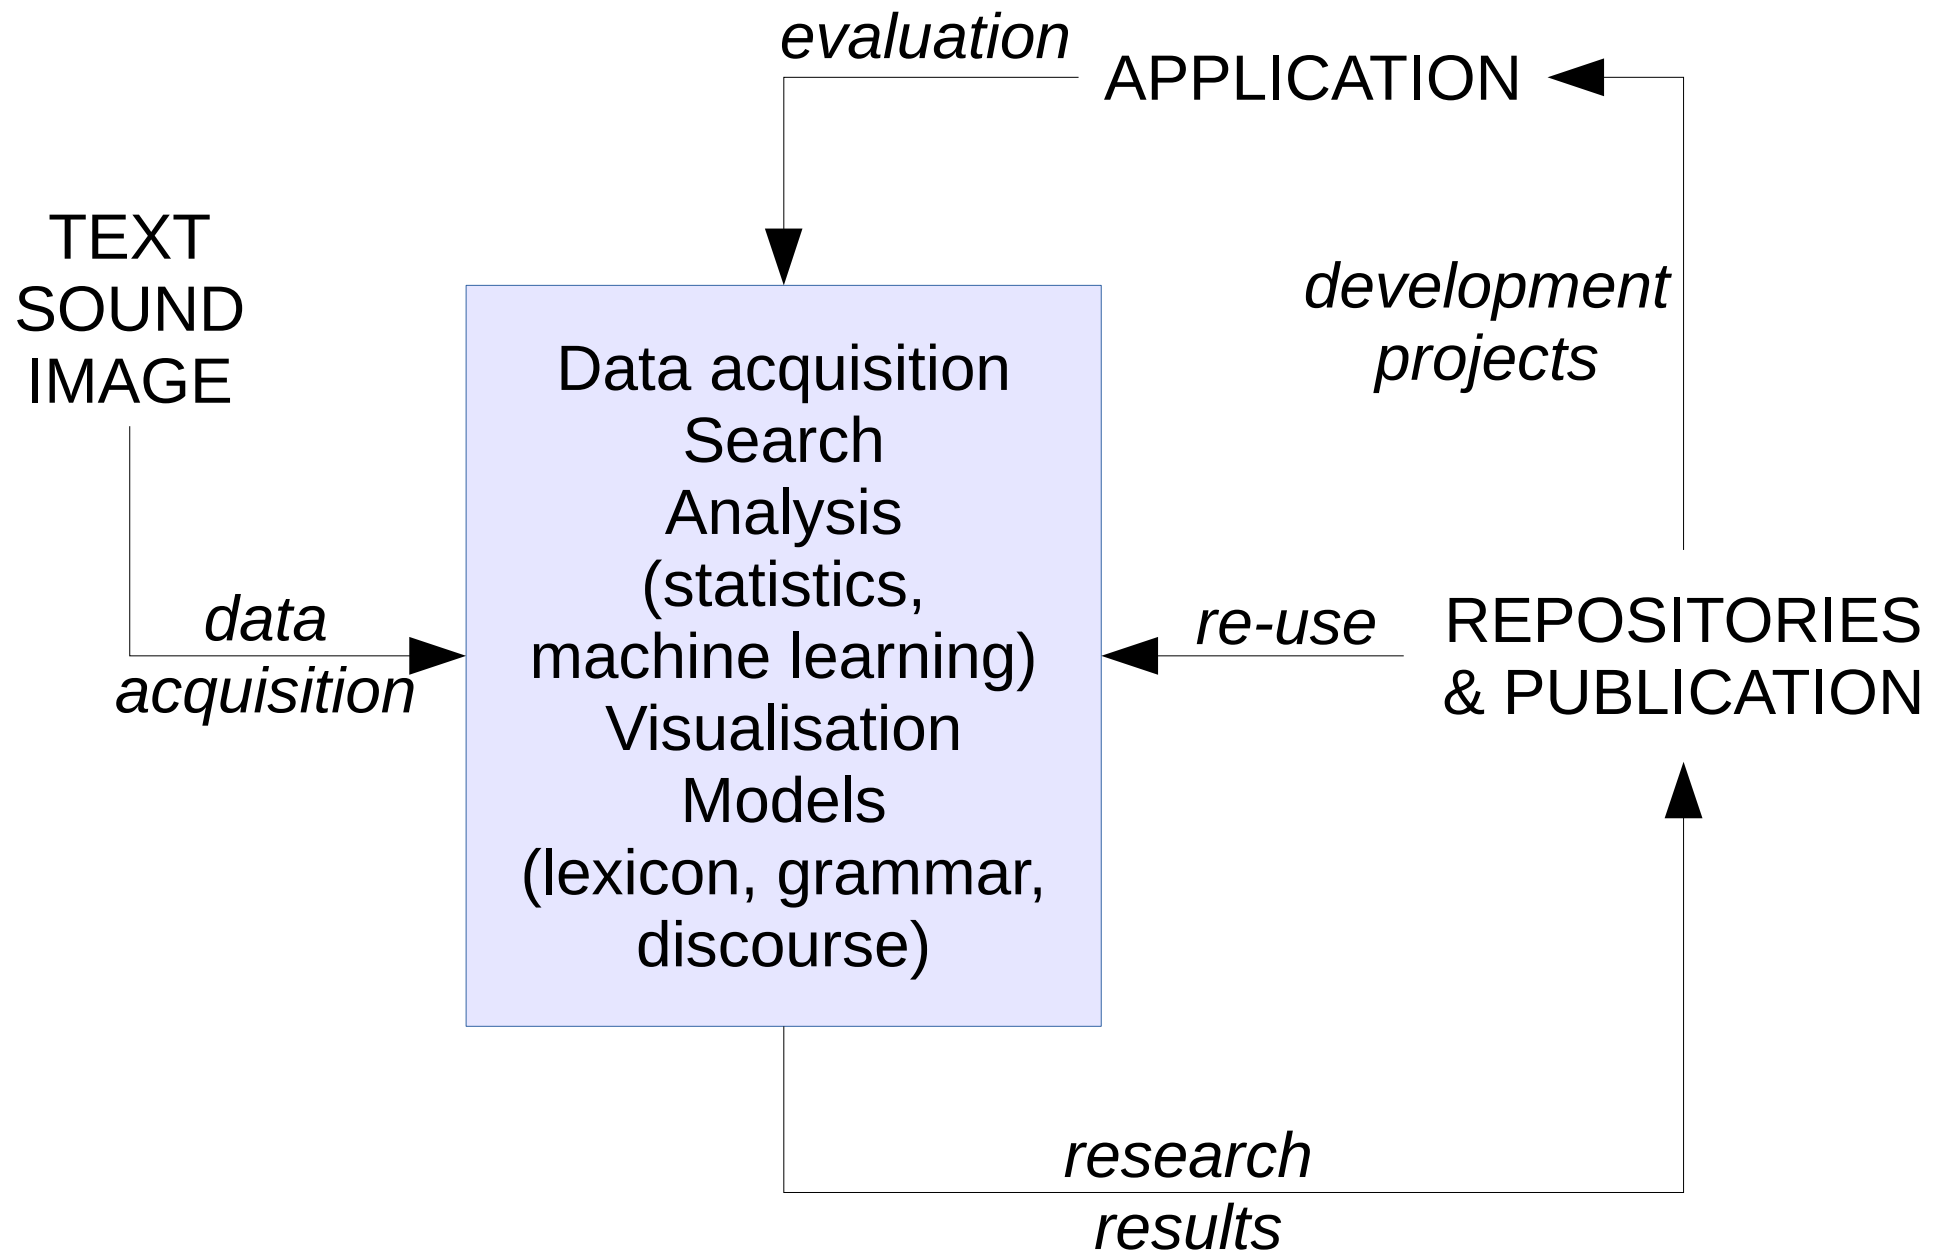 evaluation
APPLICATION
TEXT
SOUND
IMAGE
development
projects
Data acquisition
Search
Analysis
(statistics,
machine learning)
Visualisation
Models
(lexicon, grammar,
discourse)
data
acquisition
re-use
REPOSITORIES
& PUBLICATION
research
results